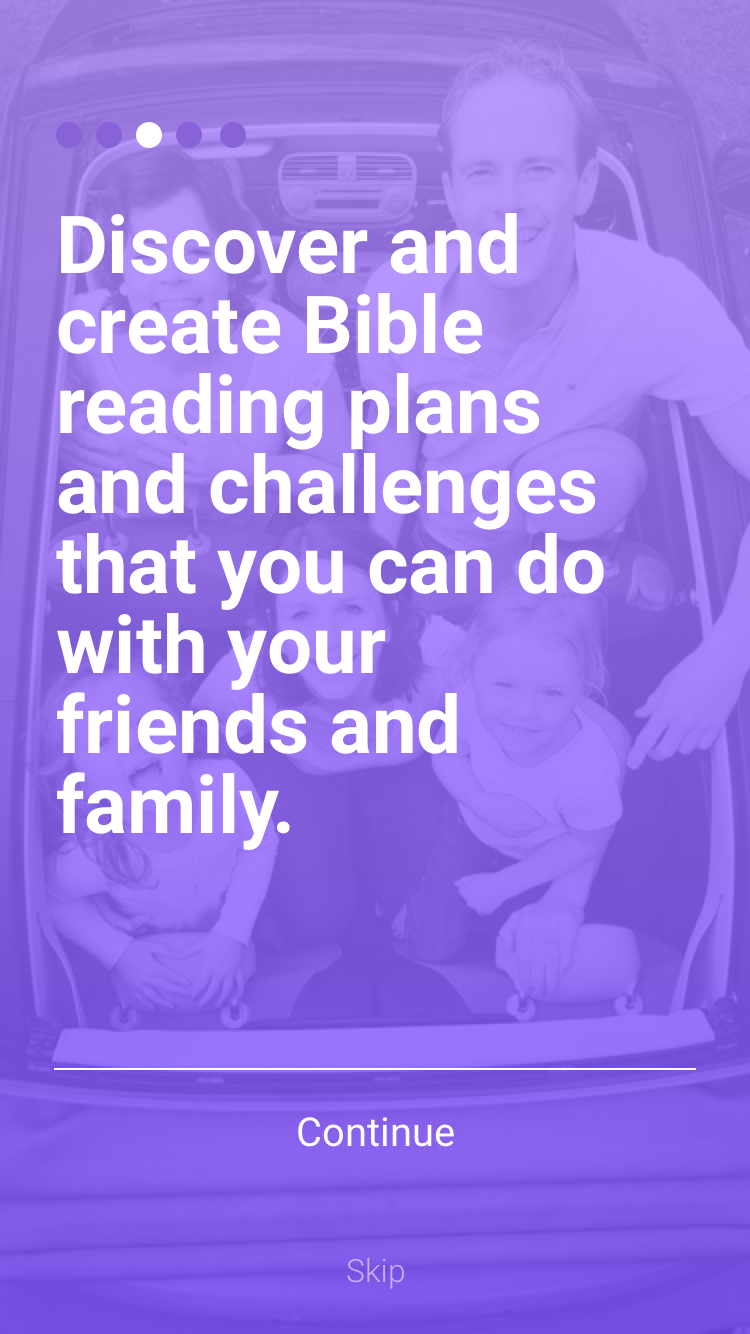 Discover and
create Bible
reading plans
and challenges
that you can do
with your
friends and
family.
Continue
Skip